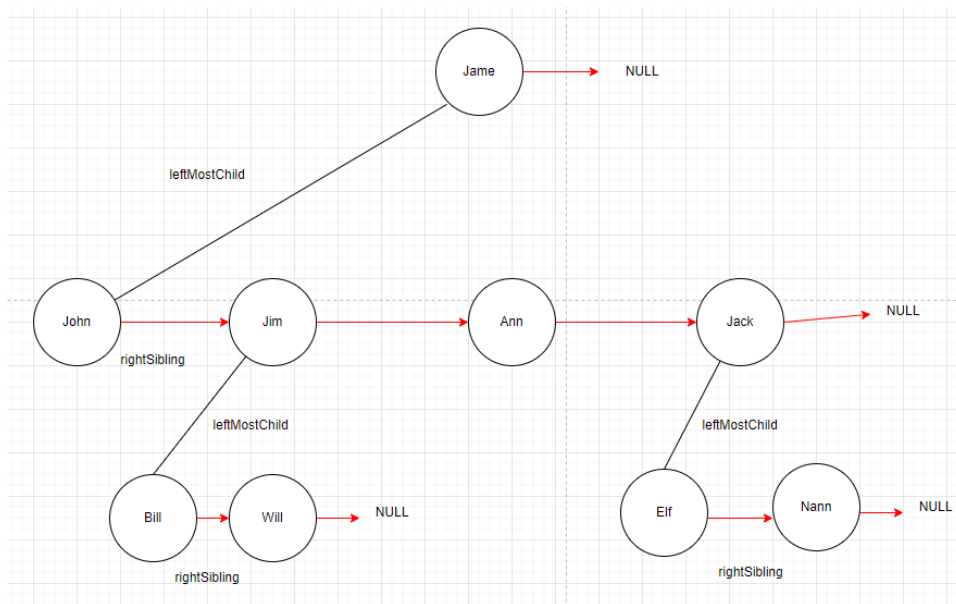 Jame
NULL
leftMostChild
John
Jim
Ann
Jack
NULL
rightSibling
leftMostChild
leftMostChild
Bill
Will
NULL
Elf
Nann
NULL
rightSibling
rightSibling